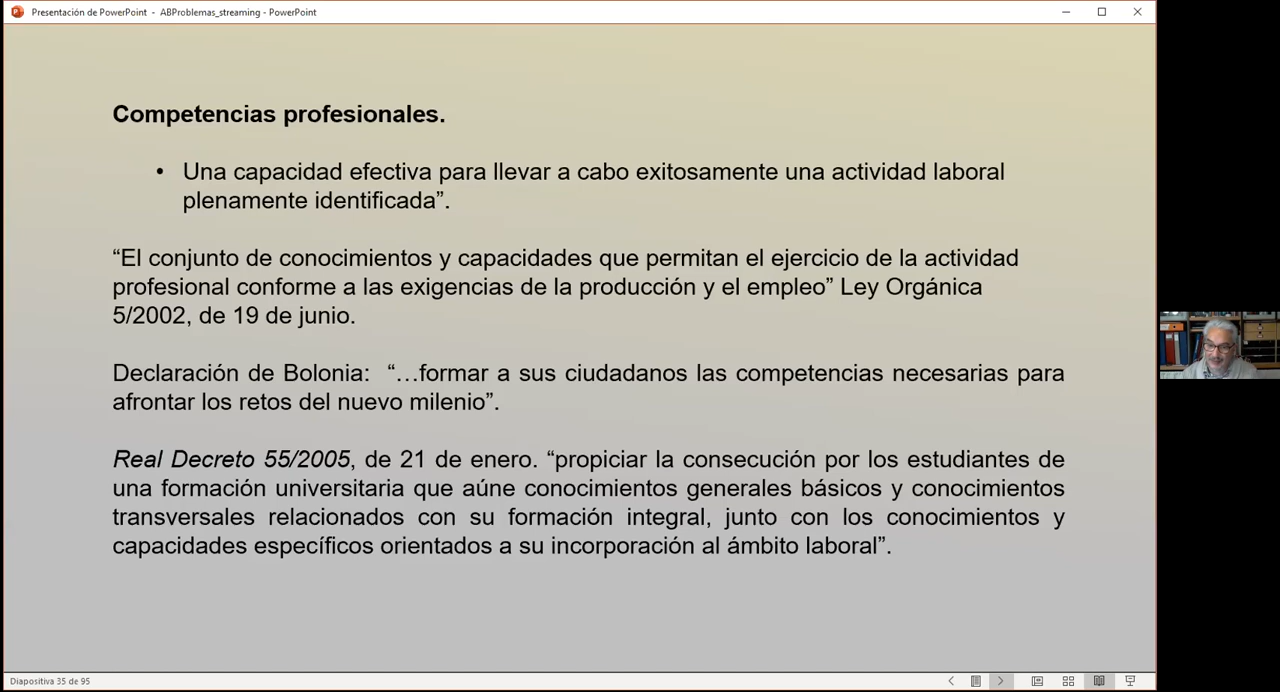 Presentación de PowerPoint - ABProblemas_streaming - PowerPoint
Competencias profesionales.
• Una capacidad efectiva para llevar a cabo exitosamente una actividad laboral
plenamente identificada”.
“El conjunto de conocimientos y capacidades que permitan el ejercicio de la actividad
profesional conforme a las exigencias de la producción y el empleo” Ley Orgánica
5/2002, de 19 de junio.
Declaración de Bolonia: “…formar a sus ciudadanos las competencias necesarias para
afrontar los retos del nuevo milenio”.
Real Decreto 55/2005, de 21 de enero. “propiciar la consecución por los estudiantes de
una formación universitaria que aúne conocimientos generales básicos y conocimientos
transversales relacionados con su formación integral, junto con los conocimientos y
capacidades específicos orientados a su incorporación al ámbito laboral”.
Diapositiva 35 de 95